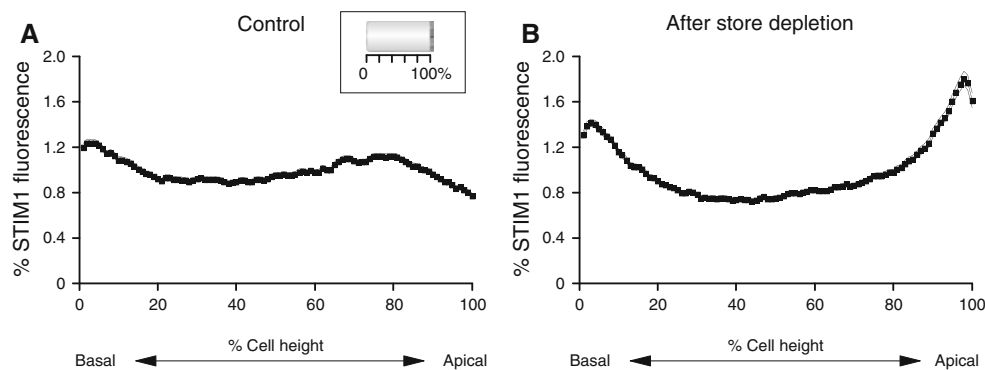 A
Control
0 100%
% STIM1 fluorescence
2.0
1.6
1.2
0.8
0.4
0
0 20 40 60 80 100
% Cell height
Basal Apical
B
After store depletion
% STIM1 fluorescence
2.0
1.6
1.2
0.8
0.4
0
0 20 40 60 80 100
% Cell height
Basal Apical